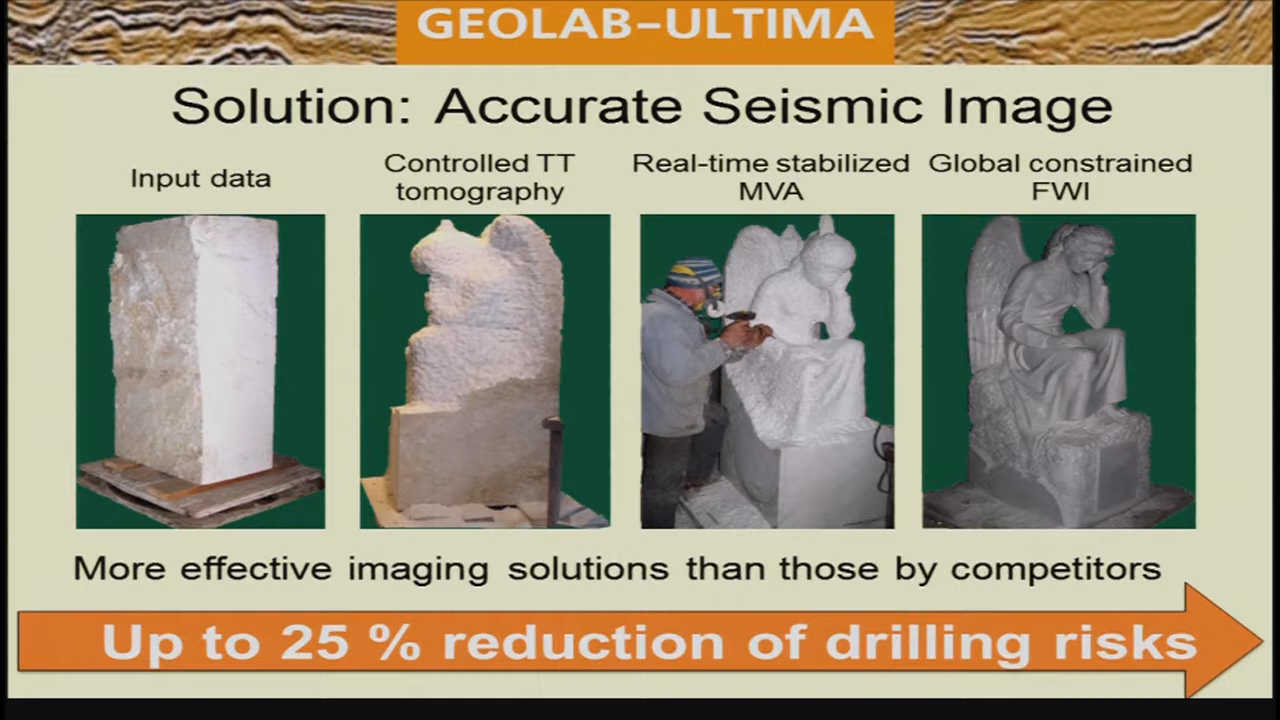 GEOLAB-ULTIMA
Solution: Accurate Seismic Image
Input data
Controlled TT
tomography
Real-time stabilized
MVA
Global constrained
FWI
More effective imaging solutions than those by competitors
Up to 25 % reduction of drilling risks